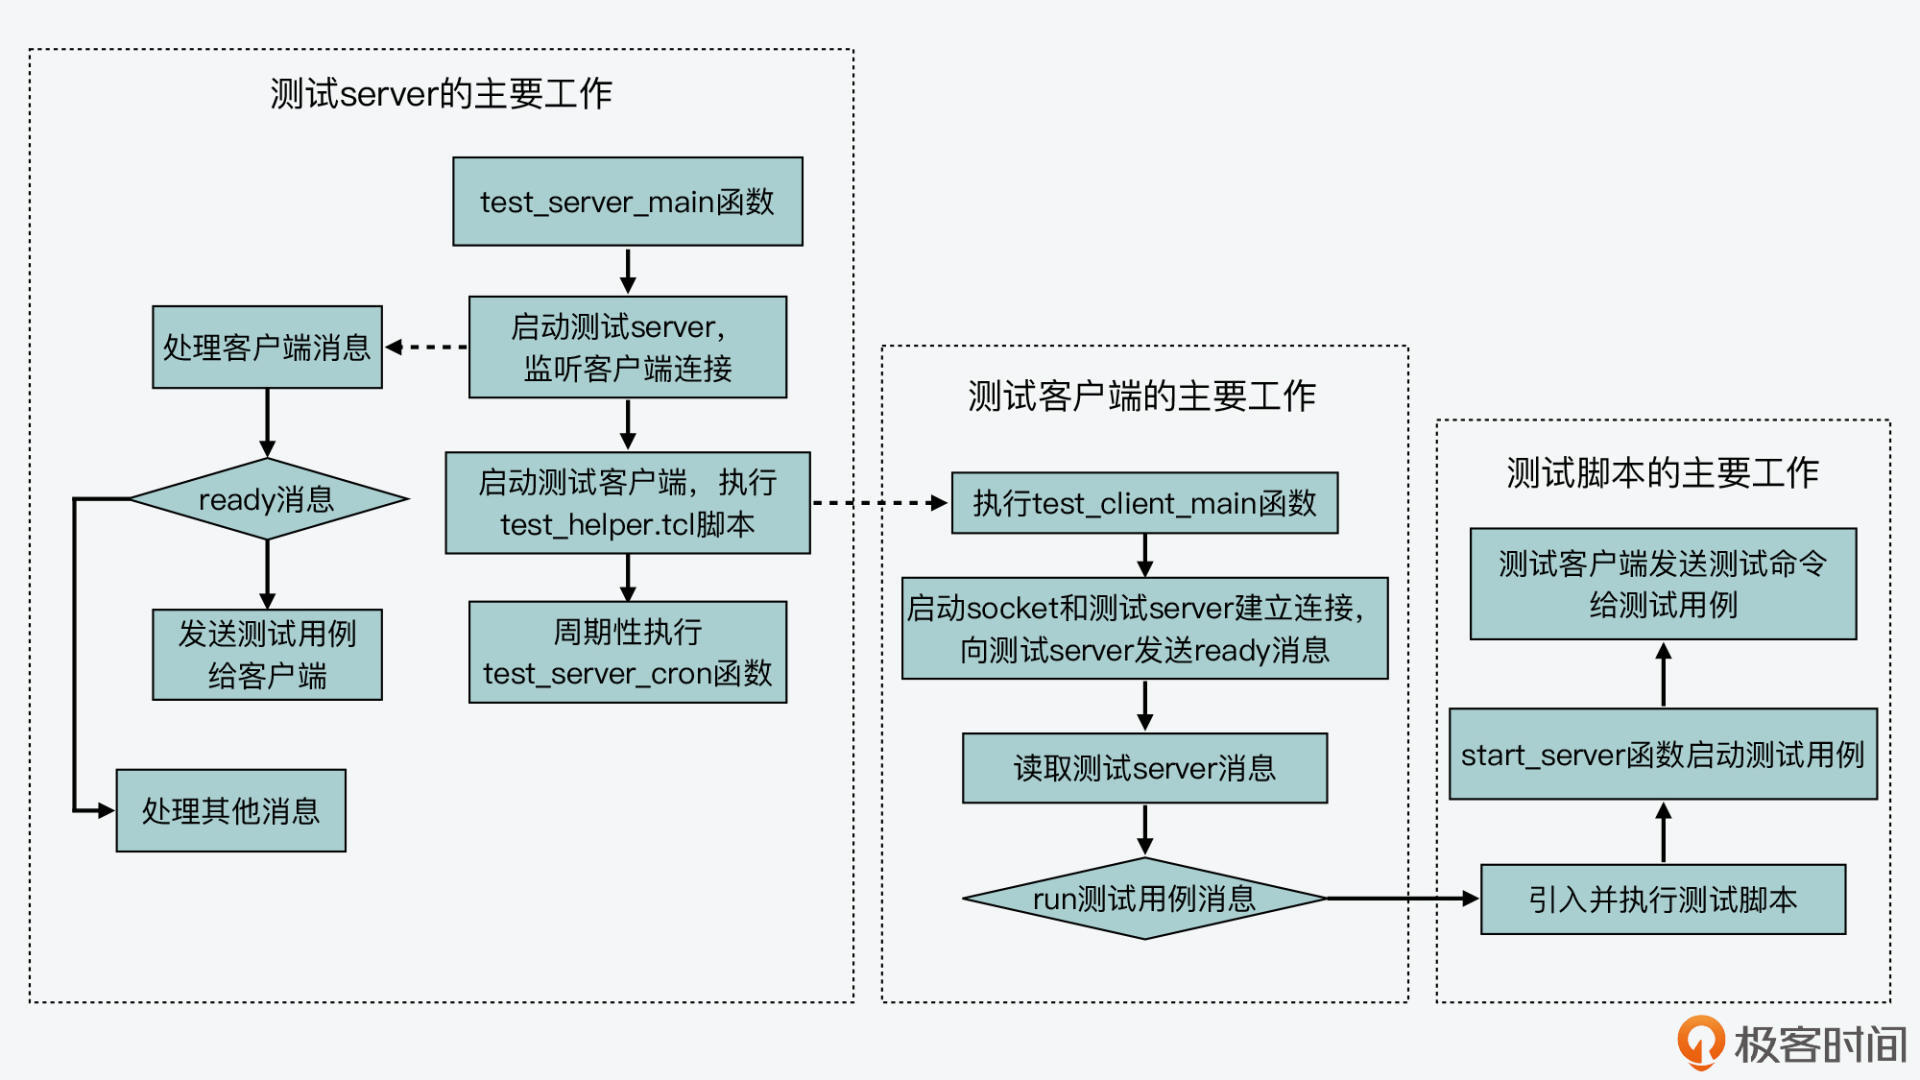 测试server的主要工作
test_server_main函数
启动测试server，
监听客户端连接
处理客户端消息
ready消息
启动测试客户端，执行
test_helper.tcl脚本
发送测试用例
给客户端
周期性执行
test_server_cron函数
处理其他消息
测试客户端的主要工作
执行test_client_main函数
启动socket和测试server建立连接，
向测试server发送ready消息
读取测试server消息
run测试用例消息
测试脚本的主要工作
测试客户端发送测试命令
给测试用例
start_server函数启动测试用例
引入并执行测试脚本
极客时间